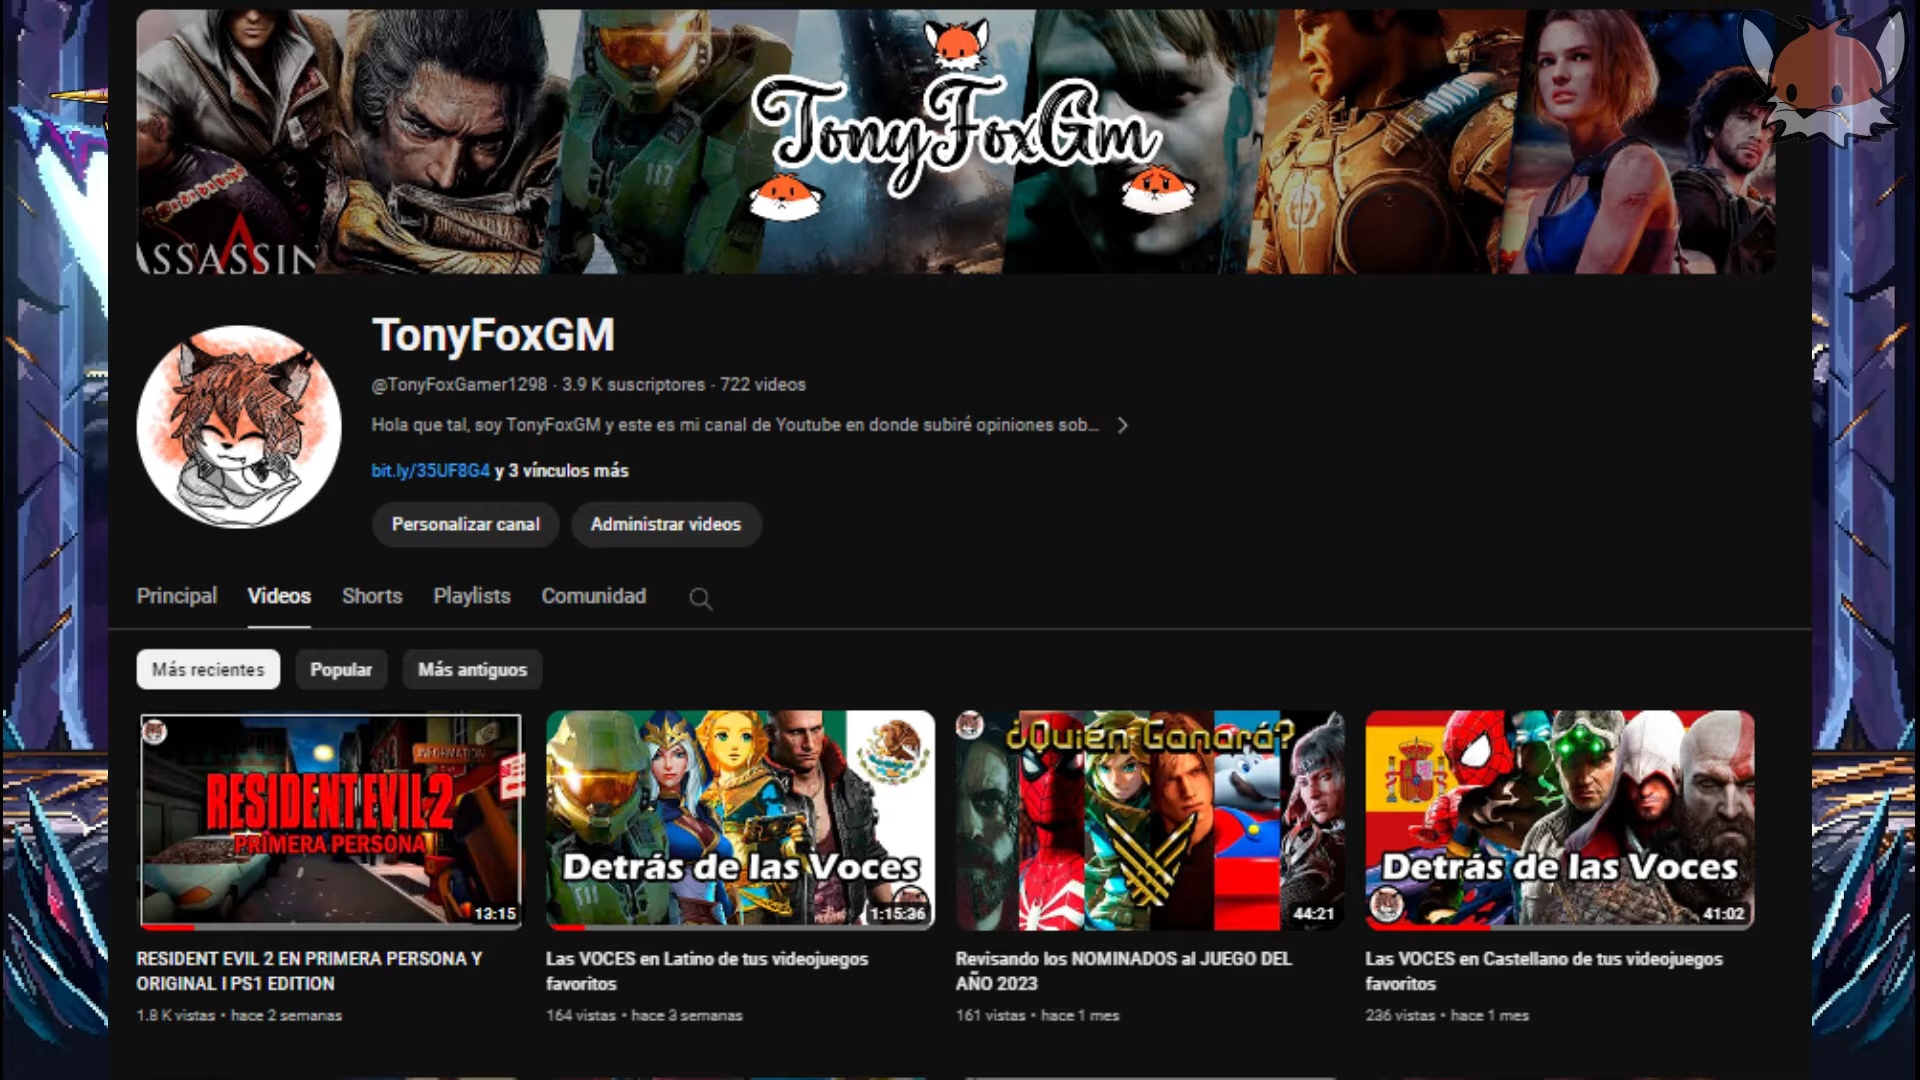 ASSASSIN
117
TonyFoxGm
TonyFoxGM
@TonyFoxGamer1298 · 3.9 K suscriptores · 722 videos
Hola que tal, soy TonyFoxGM y este es mi canal de Youtube en donde subiré opiniones sob...
bit.ly/35UF8G4 y 3 vínculos más
Personalizar canal
Administrar videos
Principal
Videos
Shorts
Playlists
Comunidad
Más recientes
Popular
Más antiguos
INFORMATION
RESIDENT EVIL 2
PRIMERA PERSONA
13:15
RESIDENT EVIL 2 EN PRIMERA PERSONA Y
ORIGINAL I PS1 EDITION
1.8 K vistas • hace 2 semanas
Detrás de las Voces
1:15:36
Las VOCES en Latino de tus videojuegos
favoritos
164 vistas • hace 3 semanas
¿Quién Ganará?
44:21
Revisando los NOMINADOS al JUEGO DEL
AÑO 2023
161 vistas • hace 1 mes
Detrás de las Voces
41:02
Las VOCES en Castellano de tus videojuegos
favoritos
236 vistas • hace 1 mes